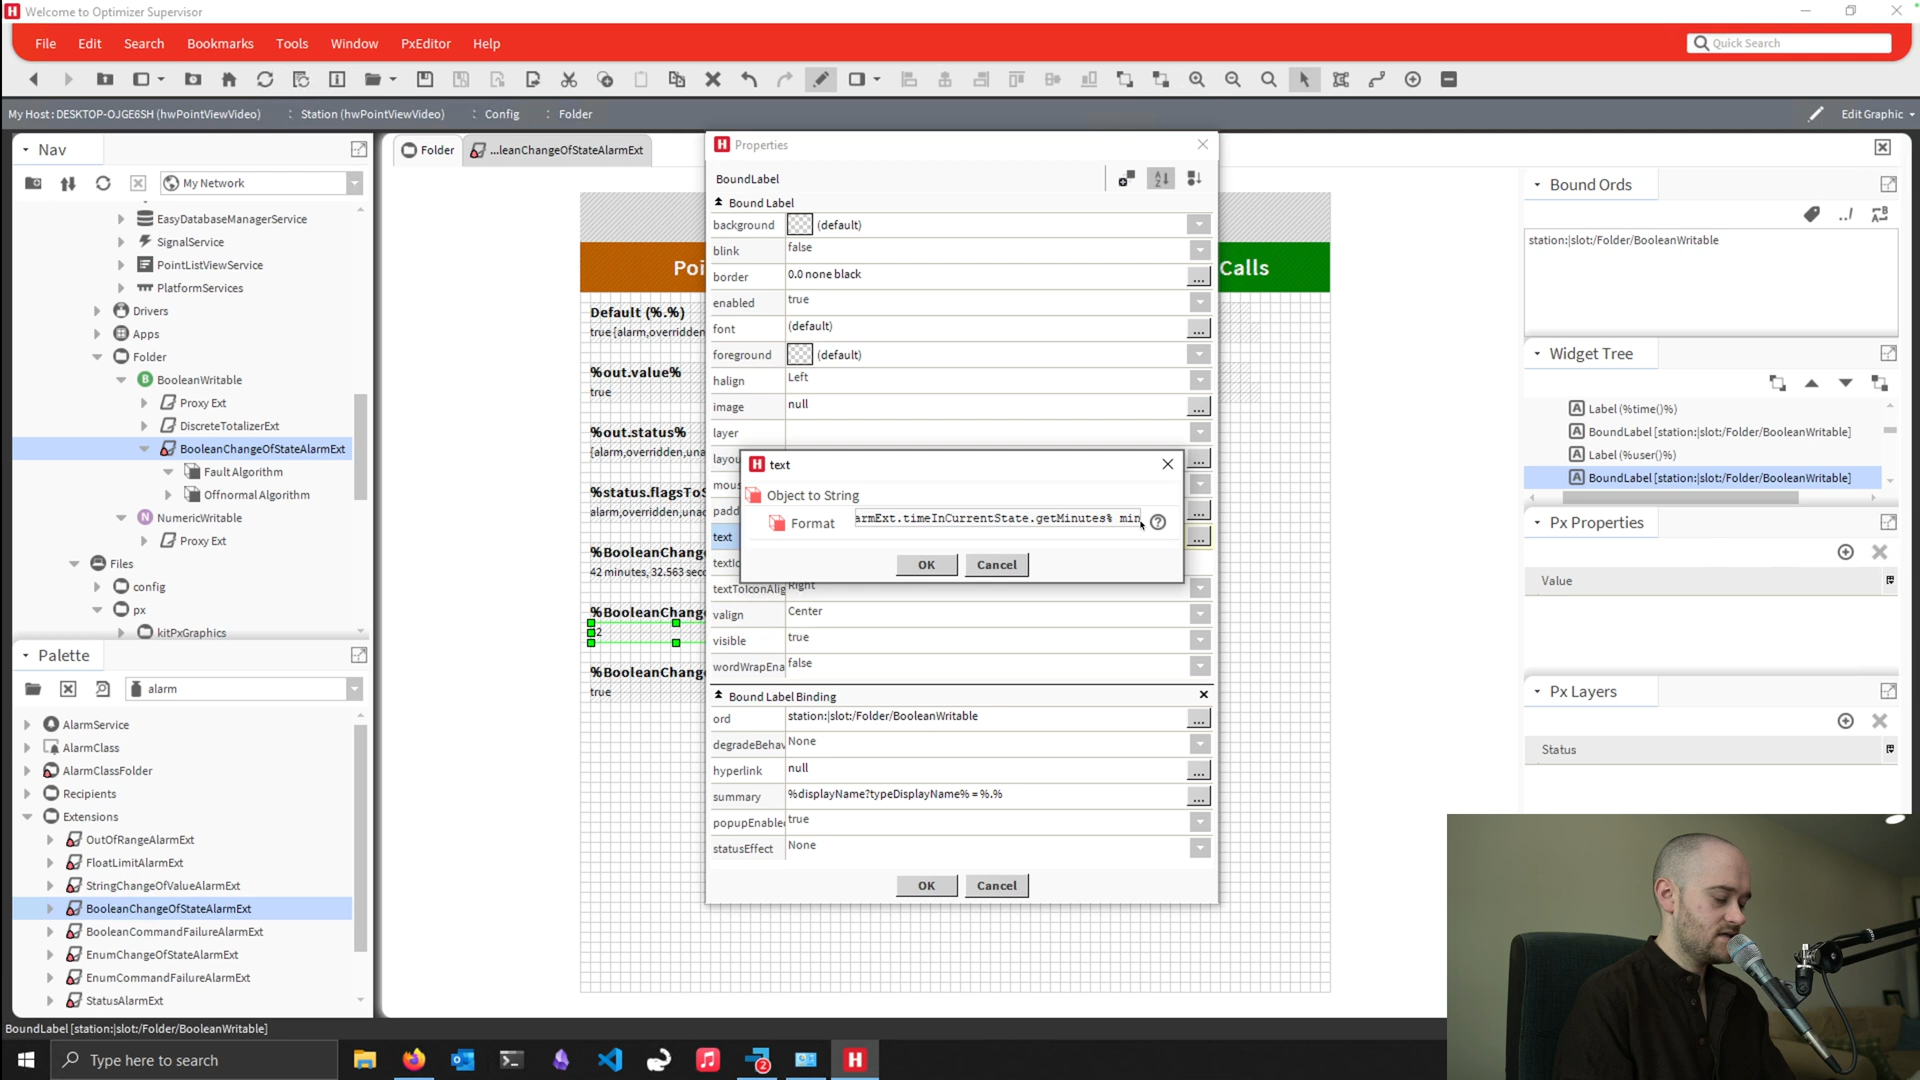 Welcome to Optimizer Supervisor
File Edit Search Bookmarks Tools Window PxEditor Help
Quick Search
My Host : DESKTOP-OJGE6SH (hwPointViewVideo) : Station (hwPointViewVideo) : Config : Folder
Edit Graphic
Nav
My Network
EasyDatabaseManagerService
SignalService
PointListViewService
PlatformServices
Drivers
Apps
Folder
BooleanWritable
Proxy Ext
DiscreteTotalizerExt
BooleanChangeOfStateAlarmExt
Fault Algorithm
Offnormal Algorithm
NumericWritable
Proxy Ext
Files
config
px
kitPxGraphics
Palette
alarm
AlarmService
AlarmClass
AlarmClassFolder
Recipients
Extensions
OutOfRangeAlarmExt
FloatLimitAlarmExt
StringChangeOfValueAlarmExt
BooleanChangeOfStateAlarmExt
BooleanCommandFailureAlarmExt
EnumChangeOfStateAlarmExt
EnumCommandFailureAlarmExt
StatusAlarmExt
Folder
...leanChangeOfStateAlarmExt
Poi
Calls
Default (%.%)
true {alarm,overridden
%out.value%
true
%out.status%
{alarm,overridden,una
%status.flagsToS
alarm,overridden,unac
%BooleanChang
42 minutes, 32.563 sec
%BooleanChang
2
%BooleanChang
true
Properties
BoundLabel
Bound Label
background (default)
blink false
border 0.0 none black
enabled true
font (default)
foreground (default)
halign Left
image null
layer
layou
mous
padd
text
textIc
textToIconAlig Right
valign Center
visible true
wordWrapEna false
text
Object to String
Format armExt.timeInCurrentState.getMinutes% min
OK Cancel
Bound Label Binding
ord station:|slot:/Folder/BooleanWritable
degradeBehav None
hyperlink null
summary %displayName?typeDisplayName% = %.%
popupEnable true
statusEffect None
OK Cancel
Bound Ords
station:|slot:/Folder/BooleanWritable
Widget Tree
Label (%time()%)
BoundLabel [station:|slot:/Folder/BooleanWritable]
Label (%user()%)
BoundLabel [station:|slot:/Folder/BooleanWritable]
Px Properties
Value
Px Layers
Status
BoundLabel [station:|slot:/Folder/BooleanWritable]
Type here to search
2